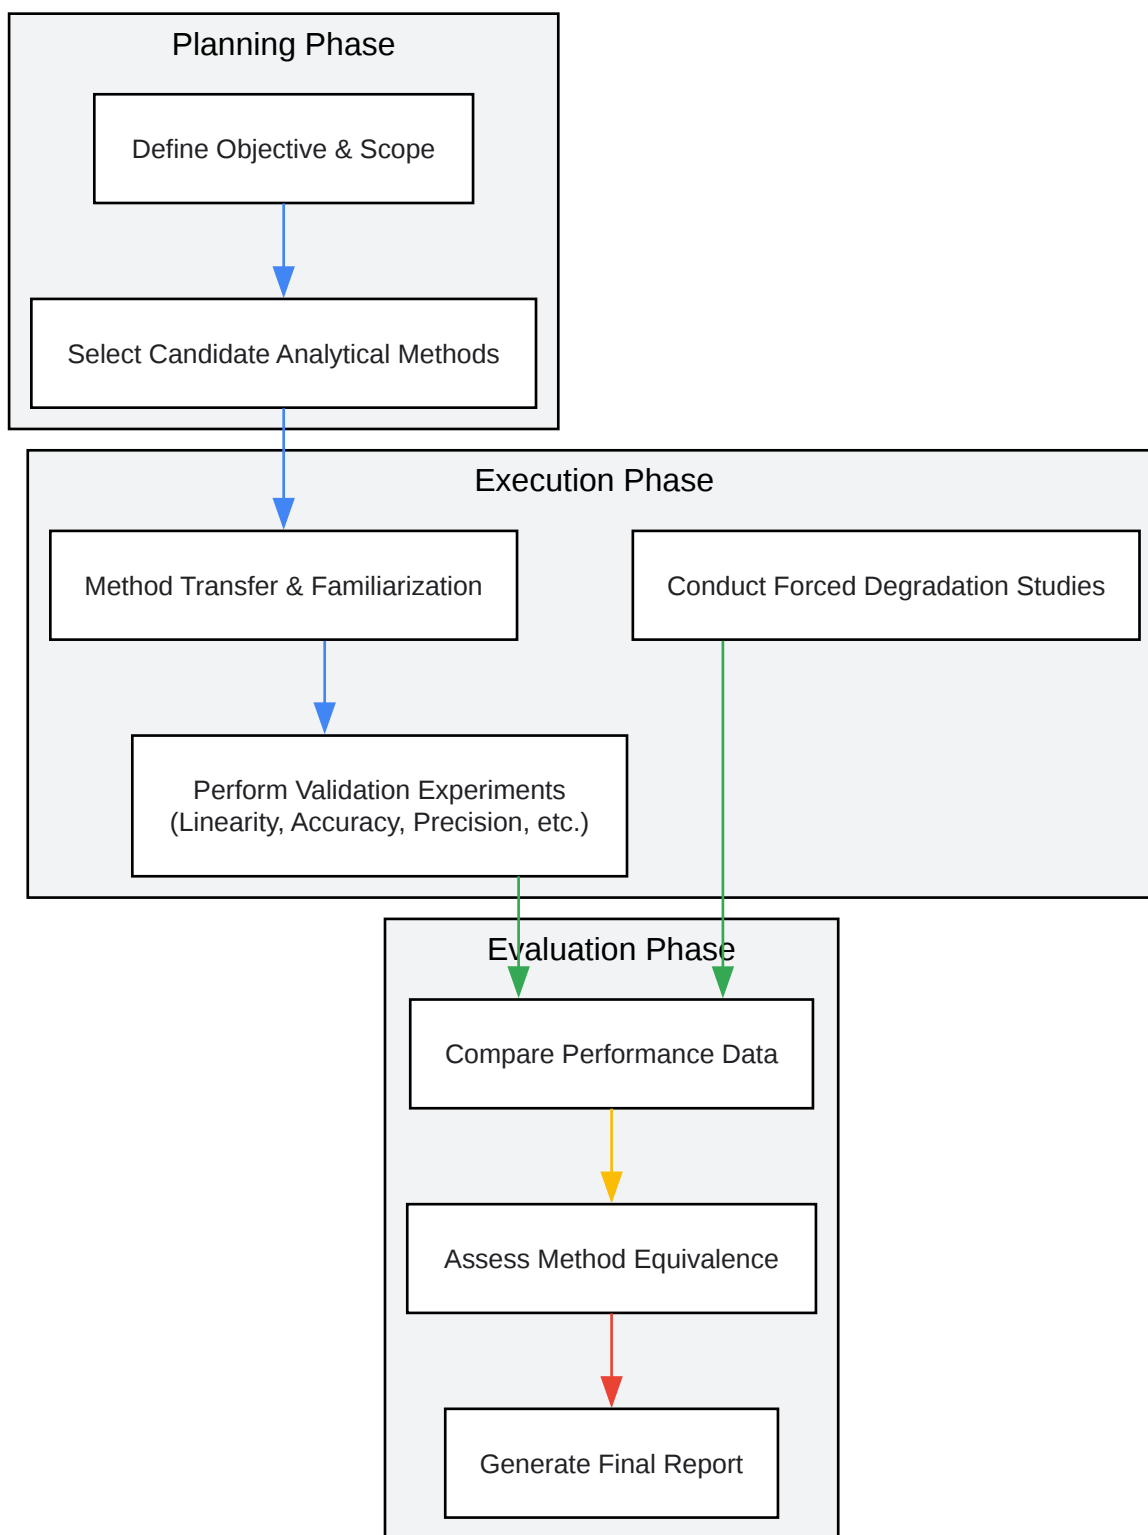 Planning Phase
Define Objective & Scope
Select Candidate Analytical Methods
Execution Phase
Method Transfer & Familiarization
Conduct Forced Degradation Studies
Perform Validation Experiments
(Linearity, Accuracy, Precision, etc.)
Evaluation Phase
Compare Performance Data
Assess Method Equivalence
Generate Final Report